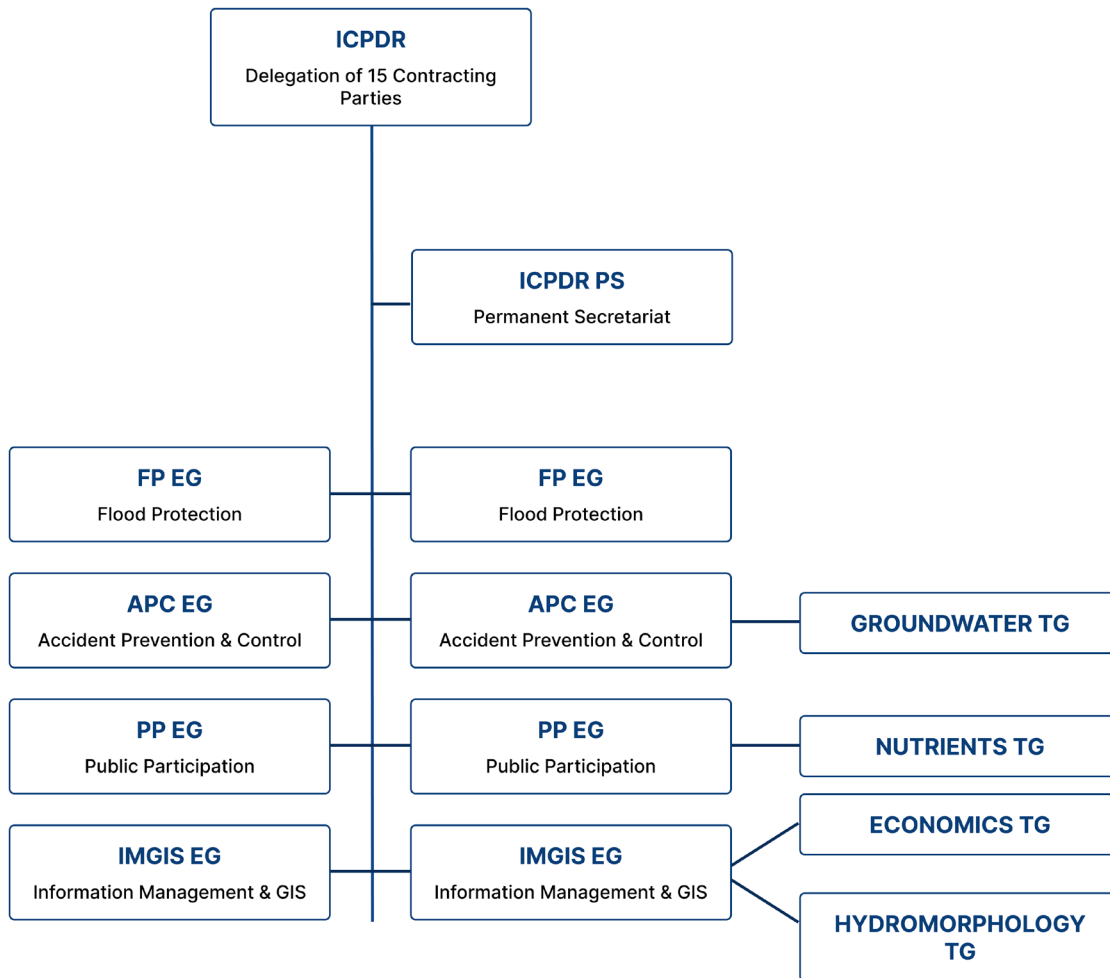 ICPDR
Delegation of 15 Contracting
Parties
ICPDR PS
Permanent Secretariat
FP EG
Flood Protection
FP EG
Flood Protection
APC EG
Accident Prevention & Control
APC EG
Accident Prevention & Control
GROUNDWATER TG
PP EG
Public Participation
PP EG
Public Participation
NUTRIENTS TG
IMGIS EG
Information Management & GIS
IMGIS EG
Information Management & GIS
ECONOMICS TG
HYDROMORPHOLOGY
TG